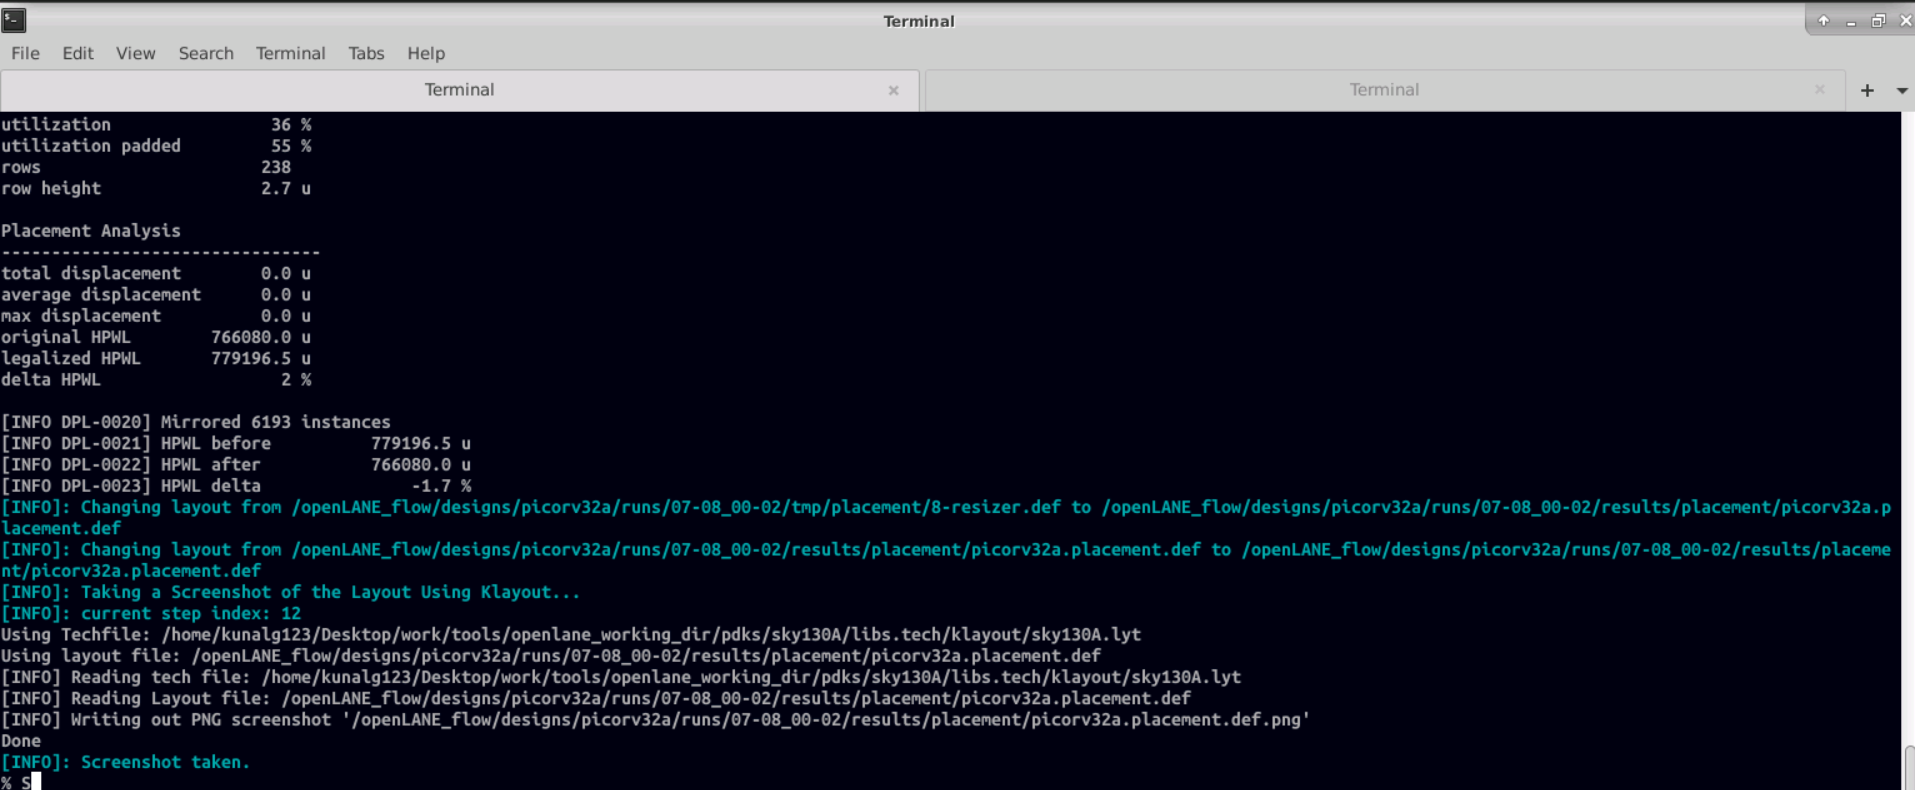 Terminal
File Edit View Search Terminal Tabs Help
Terminal Terminal
utilization 36 %
utilization padded 55 %
rows 238
row height 2.7 u
Placement Analysis
--------------------------------
total displacement 0.0 u
average displacement 0.0 u
max displacement 0.0 u
original HPWL 766080.0 u
legalized HPWL 779196.5 u
delta HPWL 2 %
[INFO DPL-0020] Mirrored 6193 instances
[INFO DPL-0021] HPWL before 779196.5 u
[INFO DPL-0022] HPWL after 766080.0 u
[INFO DPL-0023] HPWL delta -1.7 %
[INFO]: Changing layout from /openLANE_flow/designs/picorv32a/runs/07-08_00-02/tmp/placement/8-resizer.def to /openLANE_flow/designs/picorv32a/runs/07-08_00-02/results/placement/picorv32a.p
lacement.def
[INFO]: Changing layout from /openLANE_flow/designs/picorv32a/runs/07-08_00-02/results/placement/picorv32a.placement.def to /openLANE_flow/designs/picorv32a/runs/07-08_00-02/results/placeme
nt/picorv32a.placement.def
[INFO]: Taking a Screenshot of the Layout Using Klayout...
[INFO]: current step index: 12
Using Techfile: /home/kunalg123/Desktop/work/tools/openlane_working_dir/pdks/sky130A/libs.tech/klayout/sky130A.lyt
Using layout file: /openLANE_flow/designs/picorv32a/runs/07-08_00-02/results/placement/picorv32a.placement.def
[INFO] Reading tech file: /home/kunalg123/Desktop/work/tools/openlane_working_dir/pdks/sky130A/libs.tech/klayout/sky130A.lyt
[INFO] Reading Layout file: /openLANE_flow/designs/picorv32a/runs/07-08_00-02/results/placement/picorv32a.placement.def
[INFO] Writing out PNG screenshot '/openLANE_flow/designs/picorv32a/runs/07-08_00-02/results/placement/picorv32a.placement.def.png'
Done
[INFO]: Screenshot taken.
% S